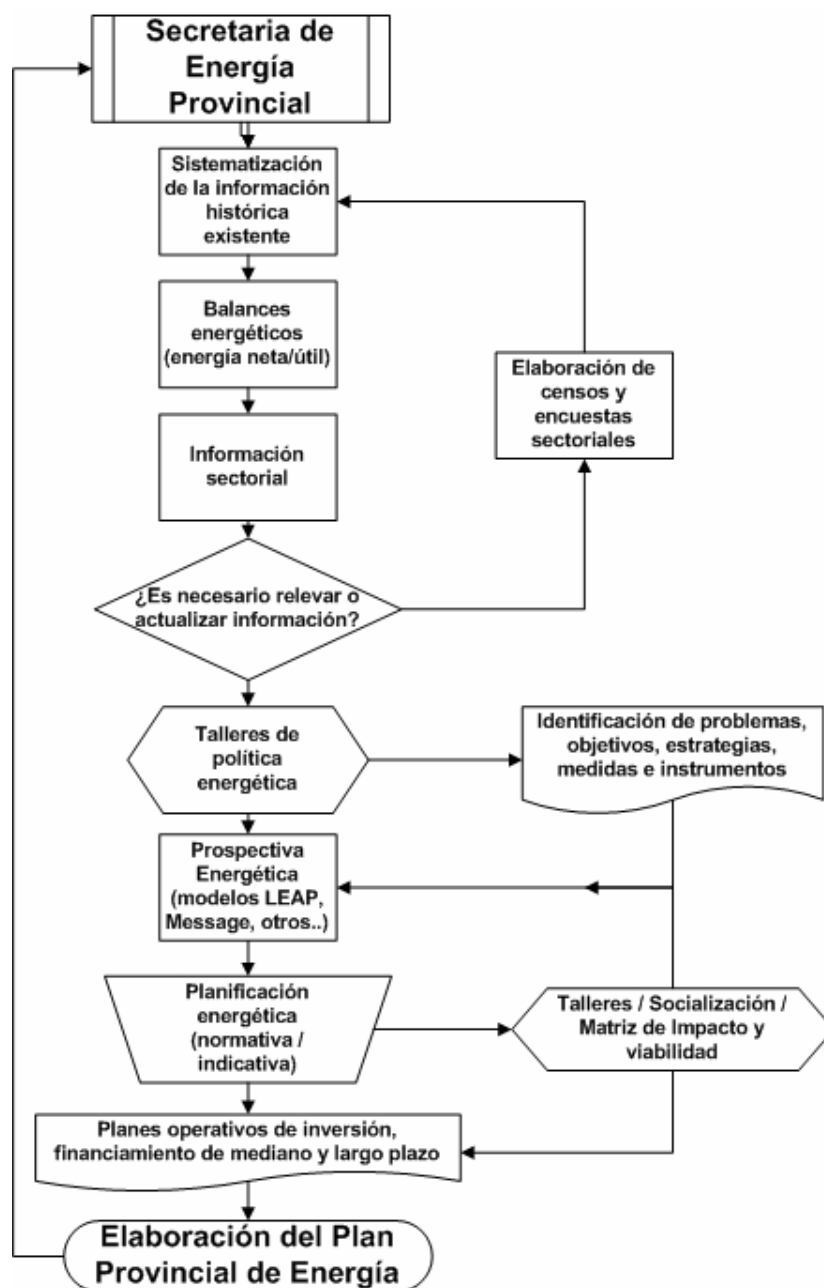 Secretaria de
Energía
Provincial
Sistematización
de la información
histórica
existente
Balances
energéticos
(energía neta/útil)
Elaboración de
censos y
encuestas
sectoriales
Información
sectorial
¿Es necesario relevar o
actualizar información?
Talleres de
política
energética
Identificación de problemas,
objetivos, estrategias,
medidas e instrumentos
Prospectiva
Energética
(modelos LEAP,
Message, otros..)
Planificación
energética
(normativa /
indicativa)
Talleres / Socialización /
Matriz de Impacto y
viabilidad
Planes operativos de inversión,
financiamiento de mediano y largo plazo
Elaboración del Plan
Provincial de Energía